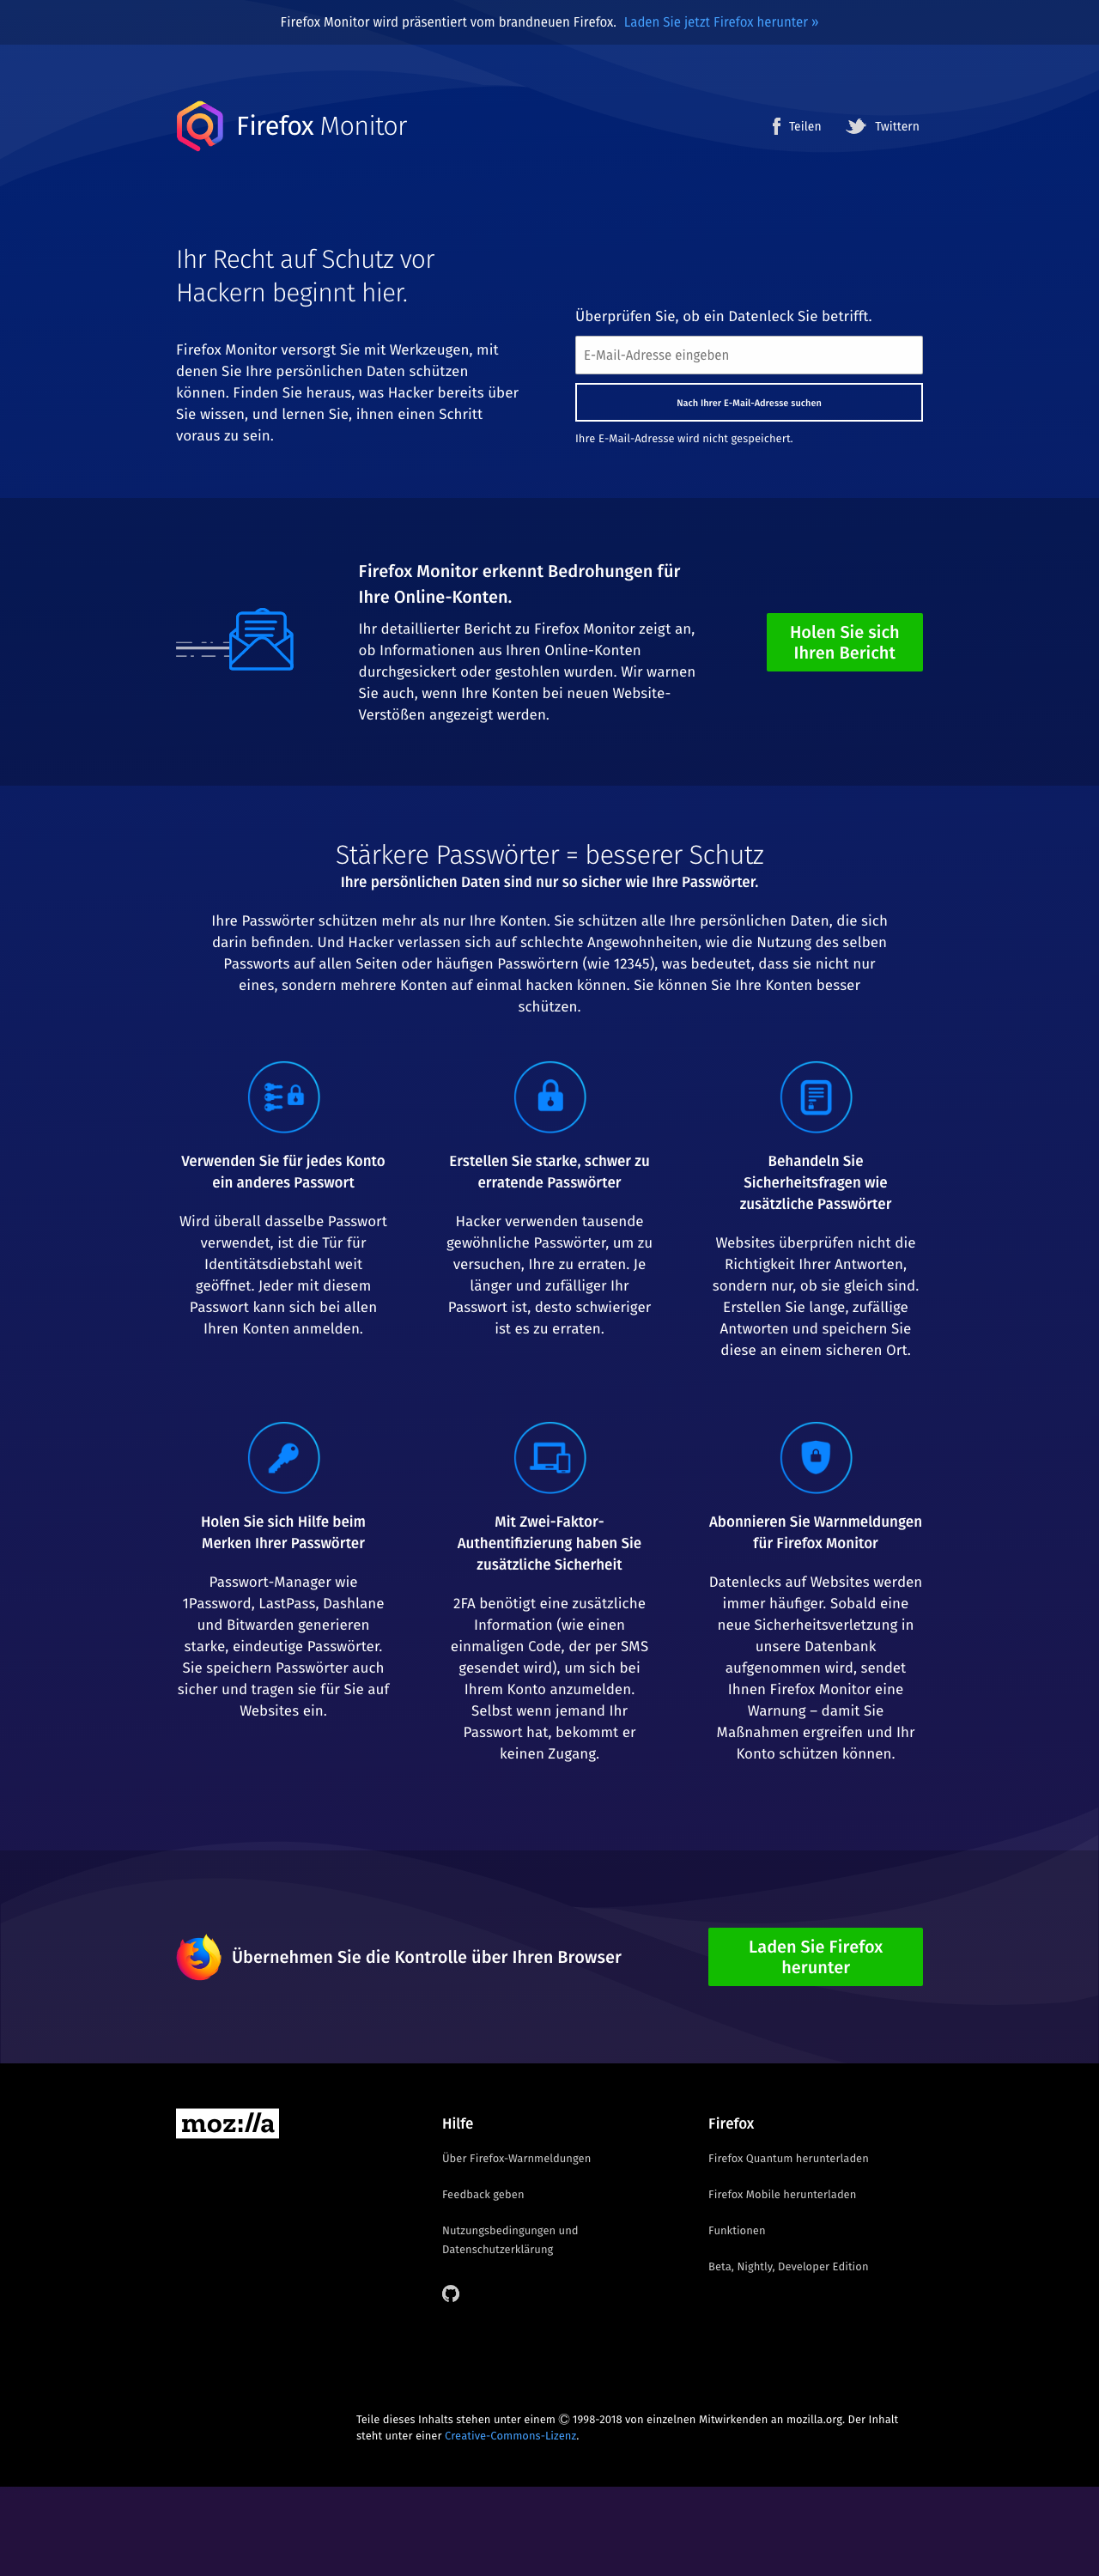 Firefox Monitor wird präsentiert vom brandneuen Firefox. Laden Sie jetzt Firefox herunter »
Firefox Monitor
Teilen
Twittern
Ihr Recht auf Schutz vor
Hackern beginnt hier.
Firefox Monitor versorgt Sie mit Werkzeugen, mit
denen Sie Ihre persönlichen Daten schützen
können. Finden Sie heraus, was Hacker bereits über
Sie wissen, und lernen Sie, ihnen einen Schritt
voraus zu sein.
Überprüfen Sie, ob ein Datenleck Sie betrifft.
E-Mail-Adresse eingeben
Nach Ihrer E-Mail-Adresse suchen
Ihre E-Mail-Adresse wird nicht gespeichert.
Firefox Monitor erkennt Bedrohungen für
Ihre Online-Konten.
Ihr detaillierter Bericht zu Firefox Monitor zeigt an,
ob Informationen aus Ihren Online-Konten
durchgesickert oder gestohlen wurden. Wir warnen
Sie auch, wenn Ihre Konten bei neuen Website-
Verstößen angezeigt werden.
Holen Sie sich
Ihren Bericht
Stärkere Passwörter = besserer Schutz
Ihre persönlichen Daten sind nur so sicher wie Ihre Passwörter.
Ihre Passwörter schützen mehr als nur Ihre Konten. Sie schützen alle Ihre persönlichen Daten, die sich
darin befinden. Und Hacker verlassen sich auf schlechte Angewohnheiten, wie die Nutzung des selben
Passworts auf allen Seiten oder häufigen Passwörtern (wie 12345), was bedeutet, dass sie nicht nur
eines, sondern mehrere Konten auf einmal hacken können. Sie können Sie Ihre Konten besser
schützen.
Verwenden Sie für jedes Konto
ein anderes Passwort
Wird überall dasselbe Passwort
verwendet, ist die Tür für
Identitätsdiebstahl weit
geöffnet. Jeder mit diesem
Passwort kann sich bei allen
Ihren Konten anmelden.
Erstellen Sie starke, schwer zu
erratende Passwörter
Hacker verwenden tausende
gewöhnliche Passwörter, um zu
versuchen, Ihre zu erraten. Je
länger und zufälliger Ihr
Passwort ist, desto schwieriger
ist es zu erraten.
Behandeln Sie
Sicherheitsfragen wie
zusätzliche Passwörter
Websites überprüfen nicht die
Richtigkeit Ihrer Antworten,
sondern nur, ob sie gleich sind.
Erstellen Sie lange, zufällige
Antworten und speichern Sie
diese an einem sicheren Ort.
Holen Sie sich Hilfe beim
Merken Ihrer Passwörter
Passwort-Manager wie
1Password, LastPass, Dashlane
und Bitwarden generieren
starke, eindeutige Passwörter.
Sie speichern Passwörter auch
sicher und tragen sie für Sie auf
Websites ein.
Mit Zwei-Faktor-
Authentifizierung haben Sie
zusätzliche Sicherheit
2FA benötigt eine zusätzliche
Information (wie einen
einmaligen Code, der per SMS
gesendet wird), um sich bei
Ihrem Konto anzumelden.
Selbst wenn jemand Ihr
Passwort hat, bekommt er
keinen Zugang.
Abonnieren Sie Warnmeldungen
für Firefox Monitor
Datenlecks auf Websites werden
immer häufiger. Sobald eine
neue Sicherheitsverletzung in
unsere Datenbank
aufgenommen wird, sendet
Ihnen Firefox Monitor eine
Warnung – damit Sie
Maßnahmen ergreifen und Ihr
Konto schützen können.
Übernehmen Sie die Kontrolle über Ihren Browser
Laden Sie Firefox
herunter
moz://a
Hilfe
Über Firefox-Warnmeldungen
Feedback geben
Nutzungsbedingungen und
Datenschutzerklärung
Firefox
Firefox Quantum herunterladen
Firefox Mobile herunterladen
Funktionen
Beta, Nightly, Developer Edition
Teile dieses Inhalts stehen unter einem © 1998-2018 von einzelnen Mitwirkenden an mozilla.org. Der Inhalt
steht unter einer Creative-Commons-Lizenz.